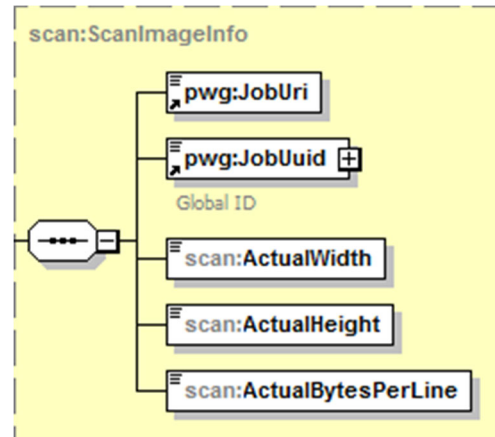 scan:ScanImageInfo
pwg:JobUri
pwg:JobUuid
Global ID
scan:ActualWidth
scan:ActualHeight
scan:ActualBytesPerLine